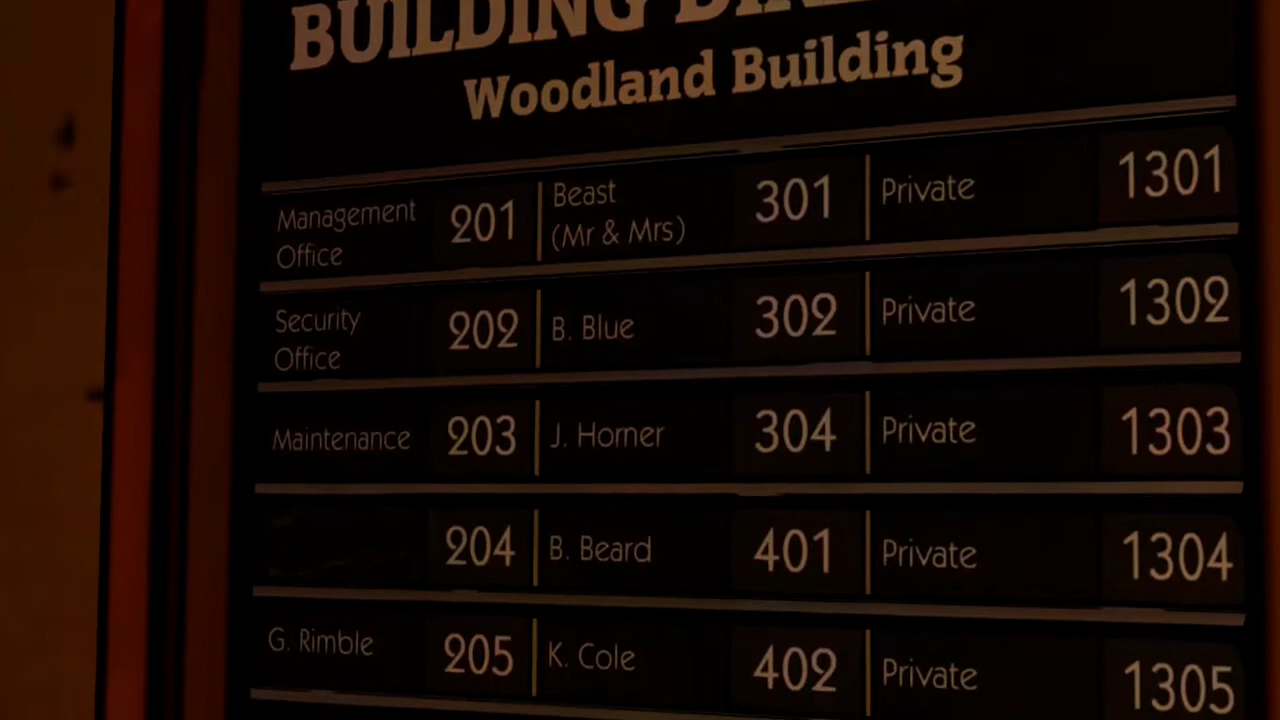 BUILDING
Woodland Building
Management Office 201 Beast (Mr & Mrs) 301 Private 1301
Security Office 202 B. Blue 302 Private 1302
Maintenance 203 J. Horner 304 Private 1303
204 B. Beard 401 Private 1304
G. Rimble 205 K. Cole 402 Private 1305